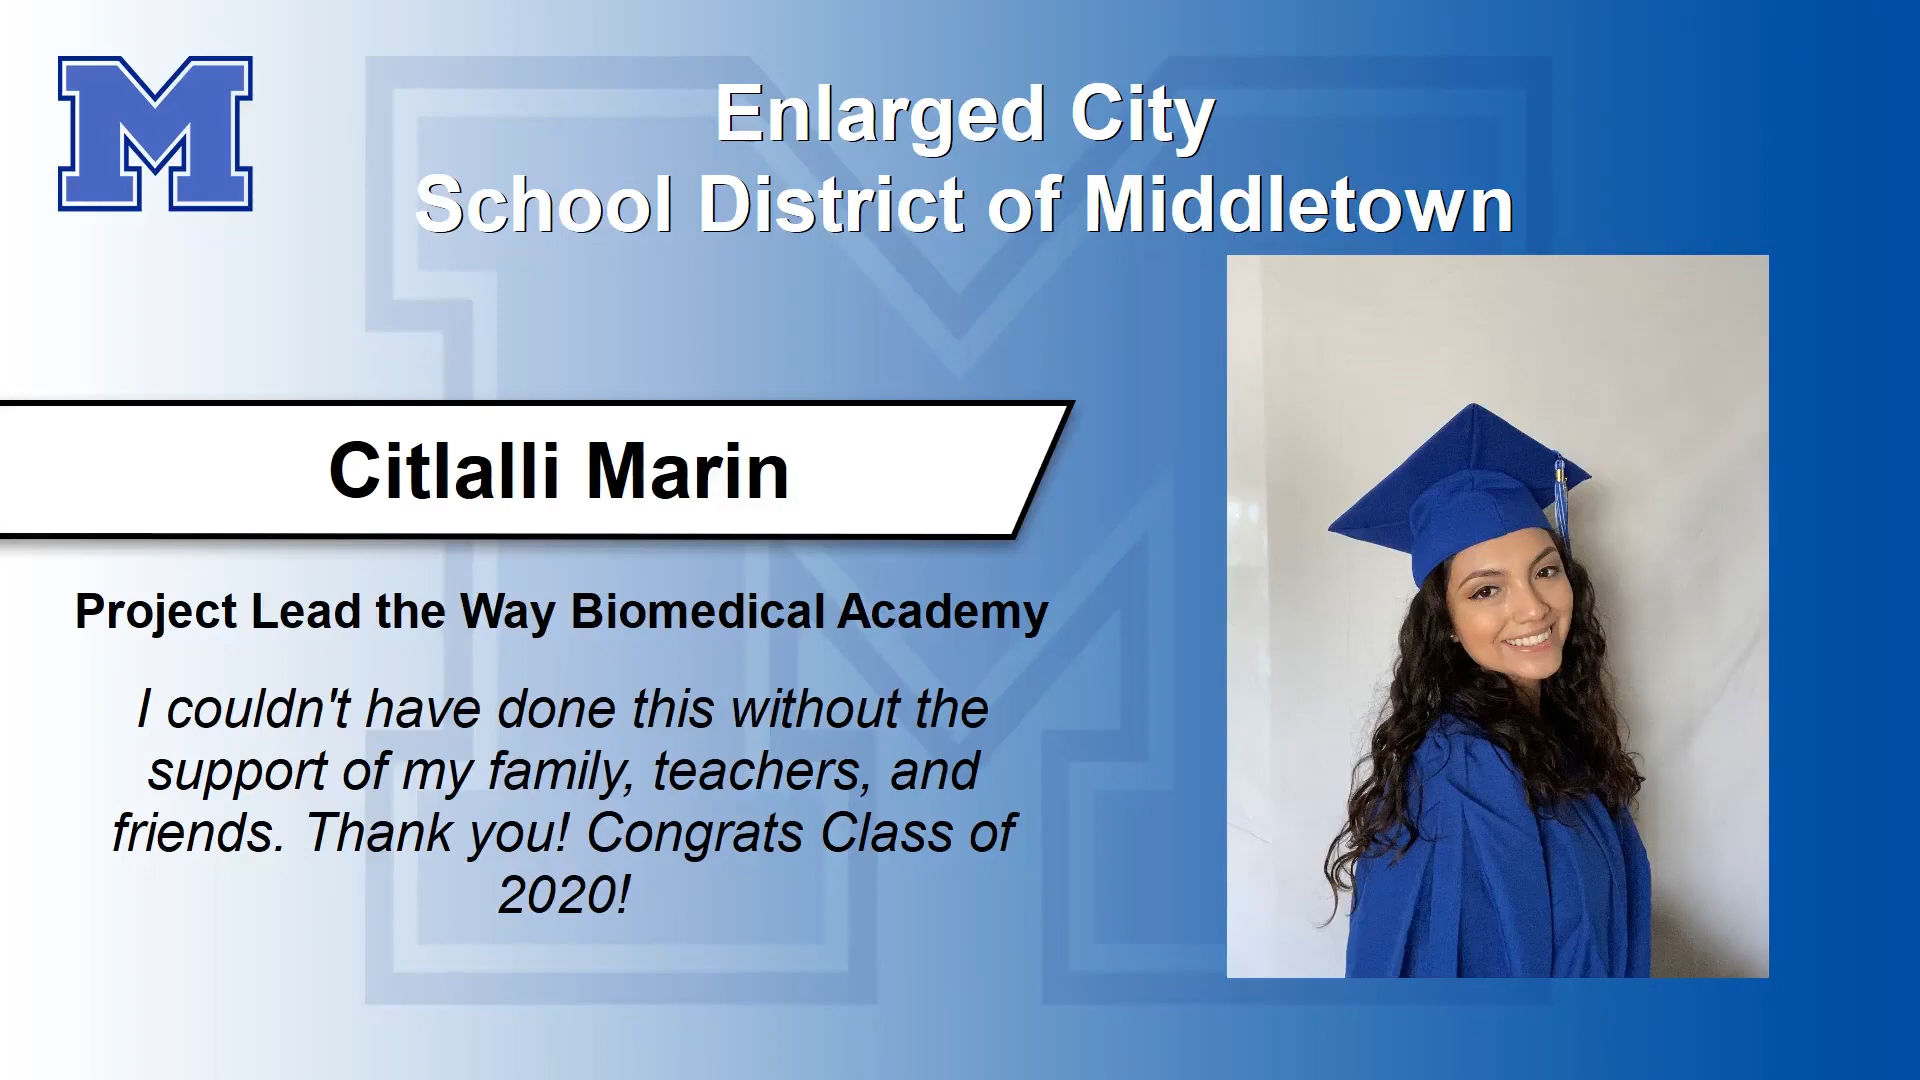 M
Enlarged City
School District of Middletown
Citlalli Marin
Project Lead the Way Biomedical Academy
I couldn't have done this without the
support of my family, teachers, and
friends. Thank you! Congrats Class of
2020!